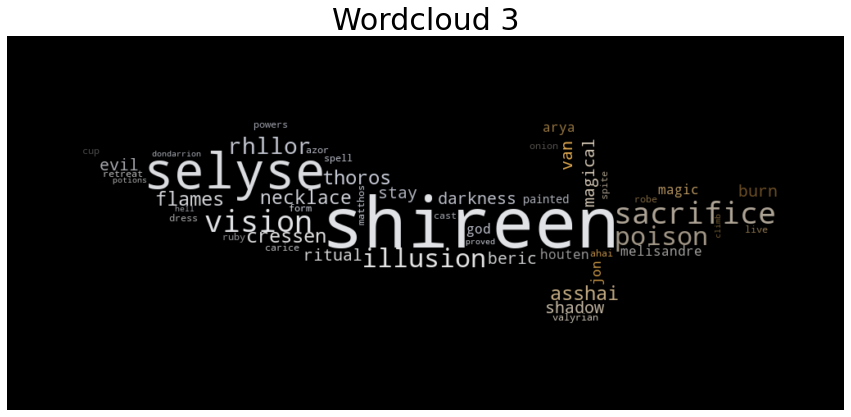 Wordcloud 3
powers
arya
rhllor
azor
onion
cup
dondarrion
spell
van
magical
evil
selyse
retreat
potions
thoros
spite
magic
burn
flames
necklace
matthos
stay
darkness
painted
robe
hell
form
dress
vision
shireen
cast
sacrifice
climb
live
ruby
cressen
god
proved
poison
carice
ritual
illusion
beric
houten
ahai
melisandre
jon
asshai
shadow
valyrian